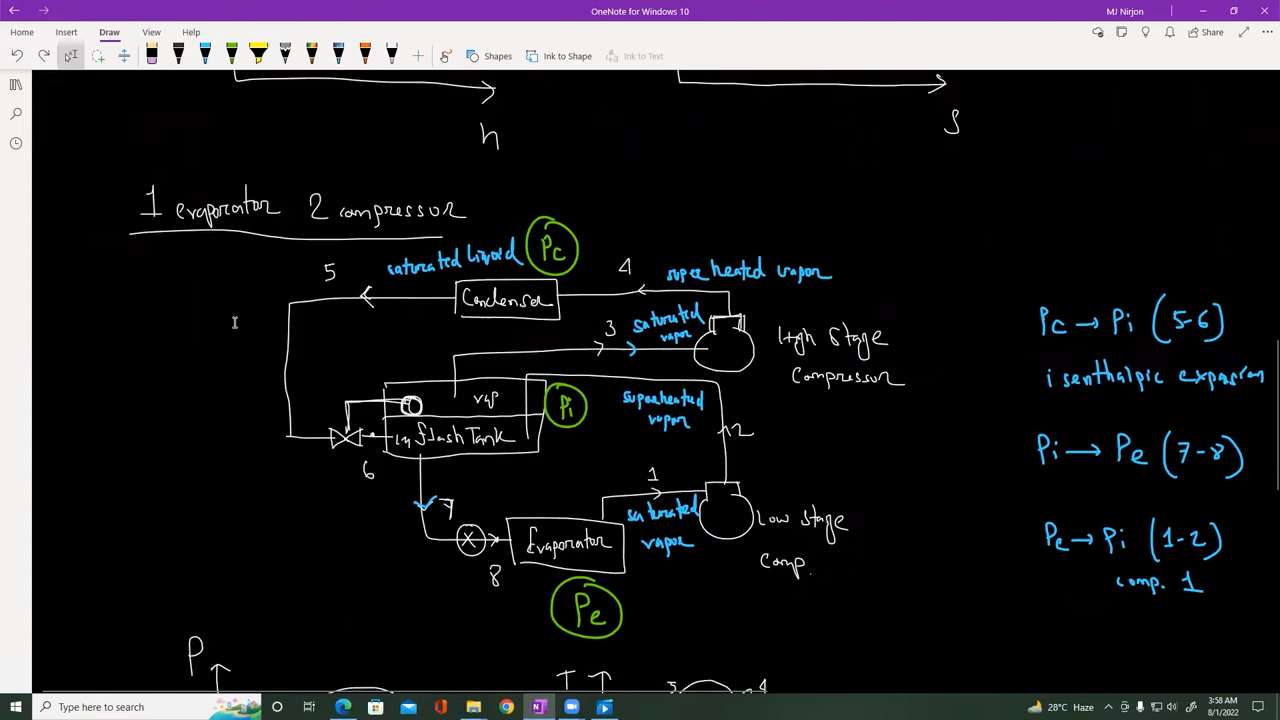 OneNote for Windows 10
MJ Nirjon
Home Insert Draw View Help
Share
Shapes Ink to Shape Ink to Text
h
s
1 evaporator 2 compressor
5 saturated liquid Pc 4 superheated vapor
Condenser
3 saturated vapor
High Stage
Compressor
vap Pi superheated vapor
liq flash Tank 2
6
7 1
saturated vapor
Low Stage
Comp.
Evaporator
8
Pe
Pc → Pi (5-6)
isenthalpic expansion
Pi → Pe (7-8)
Pe → Pi (1-2)
comp. 1
P
T 3 4
Type here to search
28°C Haze
3:58 AM
8/1/2022